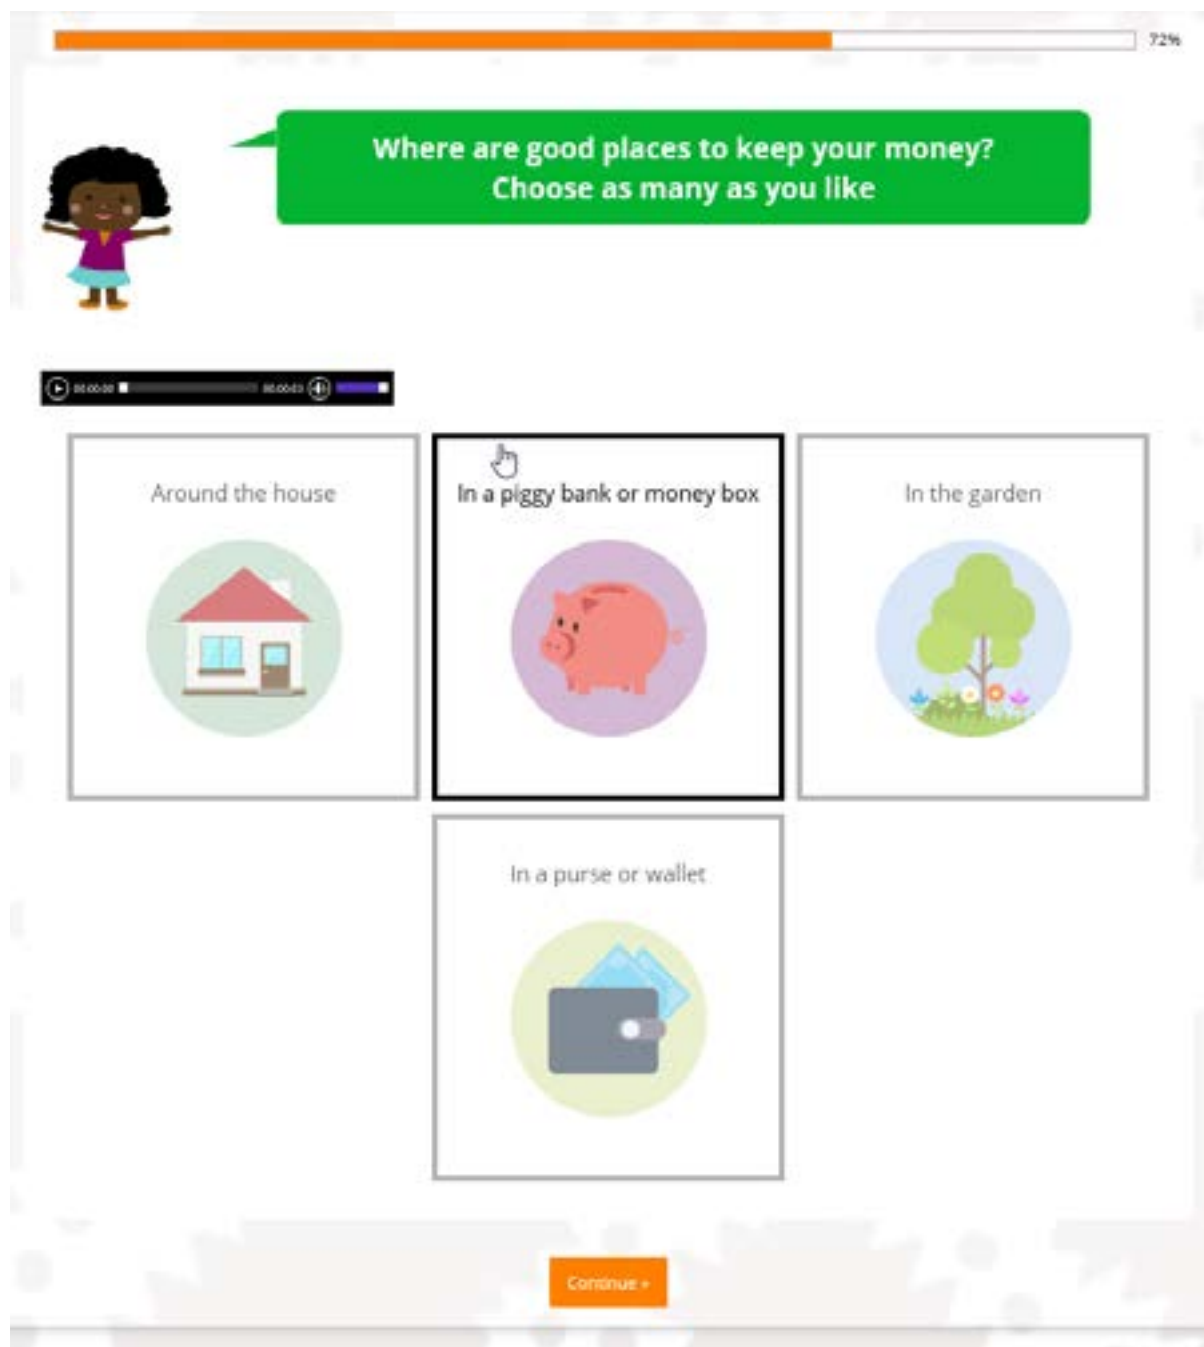 72%
Where are good places to keep your money?
Choose as many as you like
Around the house
In a piggy bank or money box
In the garden
In a purse or wallet
Continue »